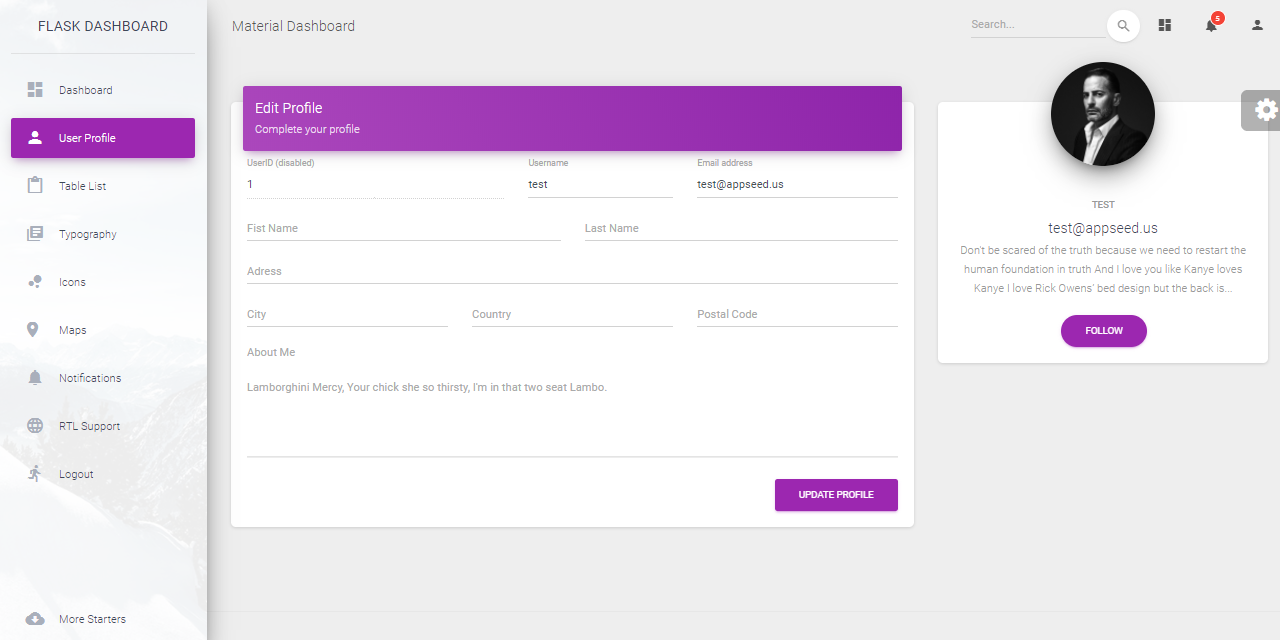 FLASK DASHBOARD
Dashboard
User Profile
Table List
Typography
Icons
Maps
Notifications
RTL Support
Logout
More Starters
Material Dashboard
Search...
5
Edit Profile
Complete your profile
UserID (disabled)
Username
Email address
1
test
test@appseed.us
Fist Name
Last Name
Adress
City
Country
Postal Code
About Me
Lamborghini Mercy, Your chick she so thirsty, I'm in that two seat Lambo.
UPDATE PROFILE
TEST
test@appseed.us
Don't be scared of the truth because we need to restart the
human foundation in truth And I love you like Kanye loves
Kanye I love Rick Owens' bed design but the back is...
FOLLOW